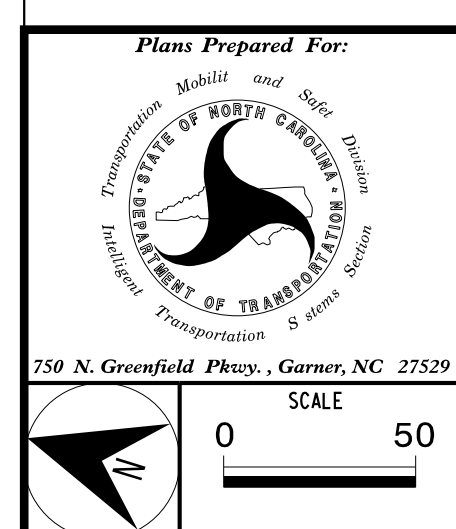 Plans Prepared For:
Transportation Mobilit and Safet Division
STATE OF NORTH CAROLINA
DEPARTMENT OF TRANSPORTATION
Intelligent Transportation S stems Section
750 N. Greenfield Pkwy. , Garner, NC 27529
N
SCALE
0 50